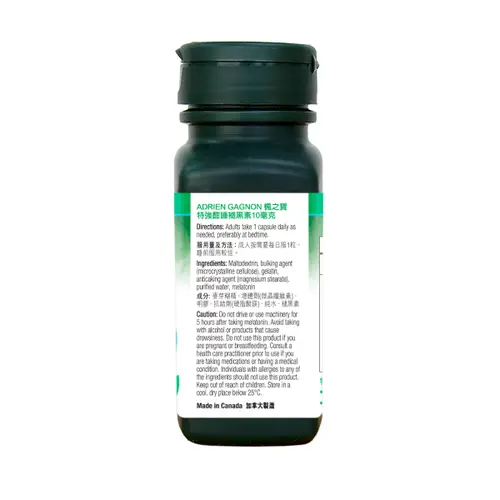 ADRIEN GAGNON 楓之寶
特強酣睡褪黑素10毫克
Directions: Adults take 1 capsule daily as
needed, preferably at bedtime.
服用量及方法：成人按需要每日服1粒，
睡前服用較佳。
Ingredients: Maltodextrin, bulking agent
(microcrystalline cellulose), gelatin,
anticaking agent (magnesium stearate),
purified water, melatonin
成分: 麥芽糊精、增體劑(微晶纖維素)、
明膠、抗結劑(硬脂酸鎂)、純水、褪黑素
Caution: Do not drive or use machinery for
5 hours after taking melatonin. Avoid taking
with alcohol or products that cause
drowsiness. Do not use this product if you
are pregnant or breastfeeding. Consult a
health care practitioner prior to use if you
are taking medications or having a medical
condition. Individuals with allergies to any of
the ingredients should not use this product.
Keep out of reach of children. Store in a
cool, dry place below 25°C.
Made in Canada 加拿大製造